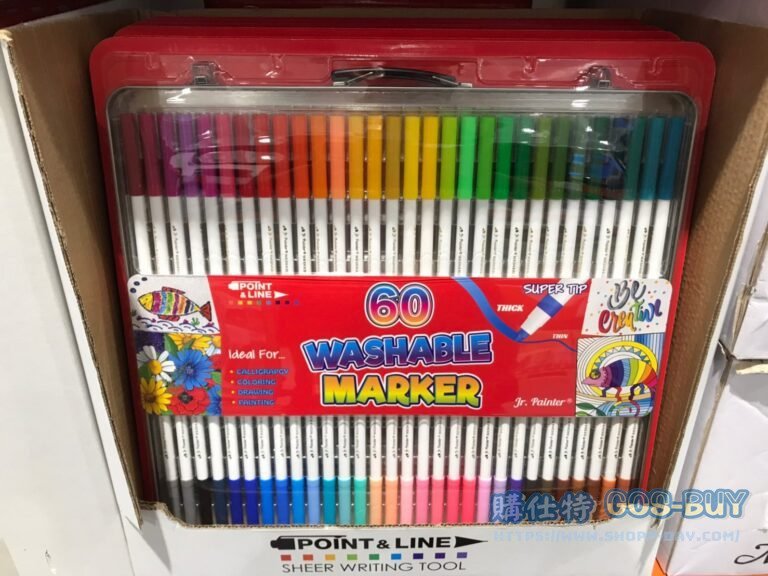 POINT
& LINE
60
WASHABLE
MARKER
Ideal For...
• CALLIGRAPGY
• COLORING
• DRAWING
• PAINTING
SUPER TIP
THICK
THIN
Be
Creative
Jr. Painter®
購仕特 GOS-BUY
POINT & LINE
SHEER WRITING TOOL